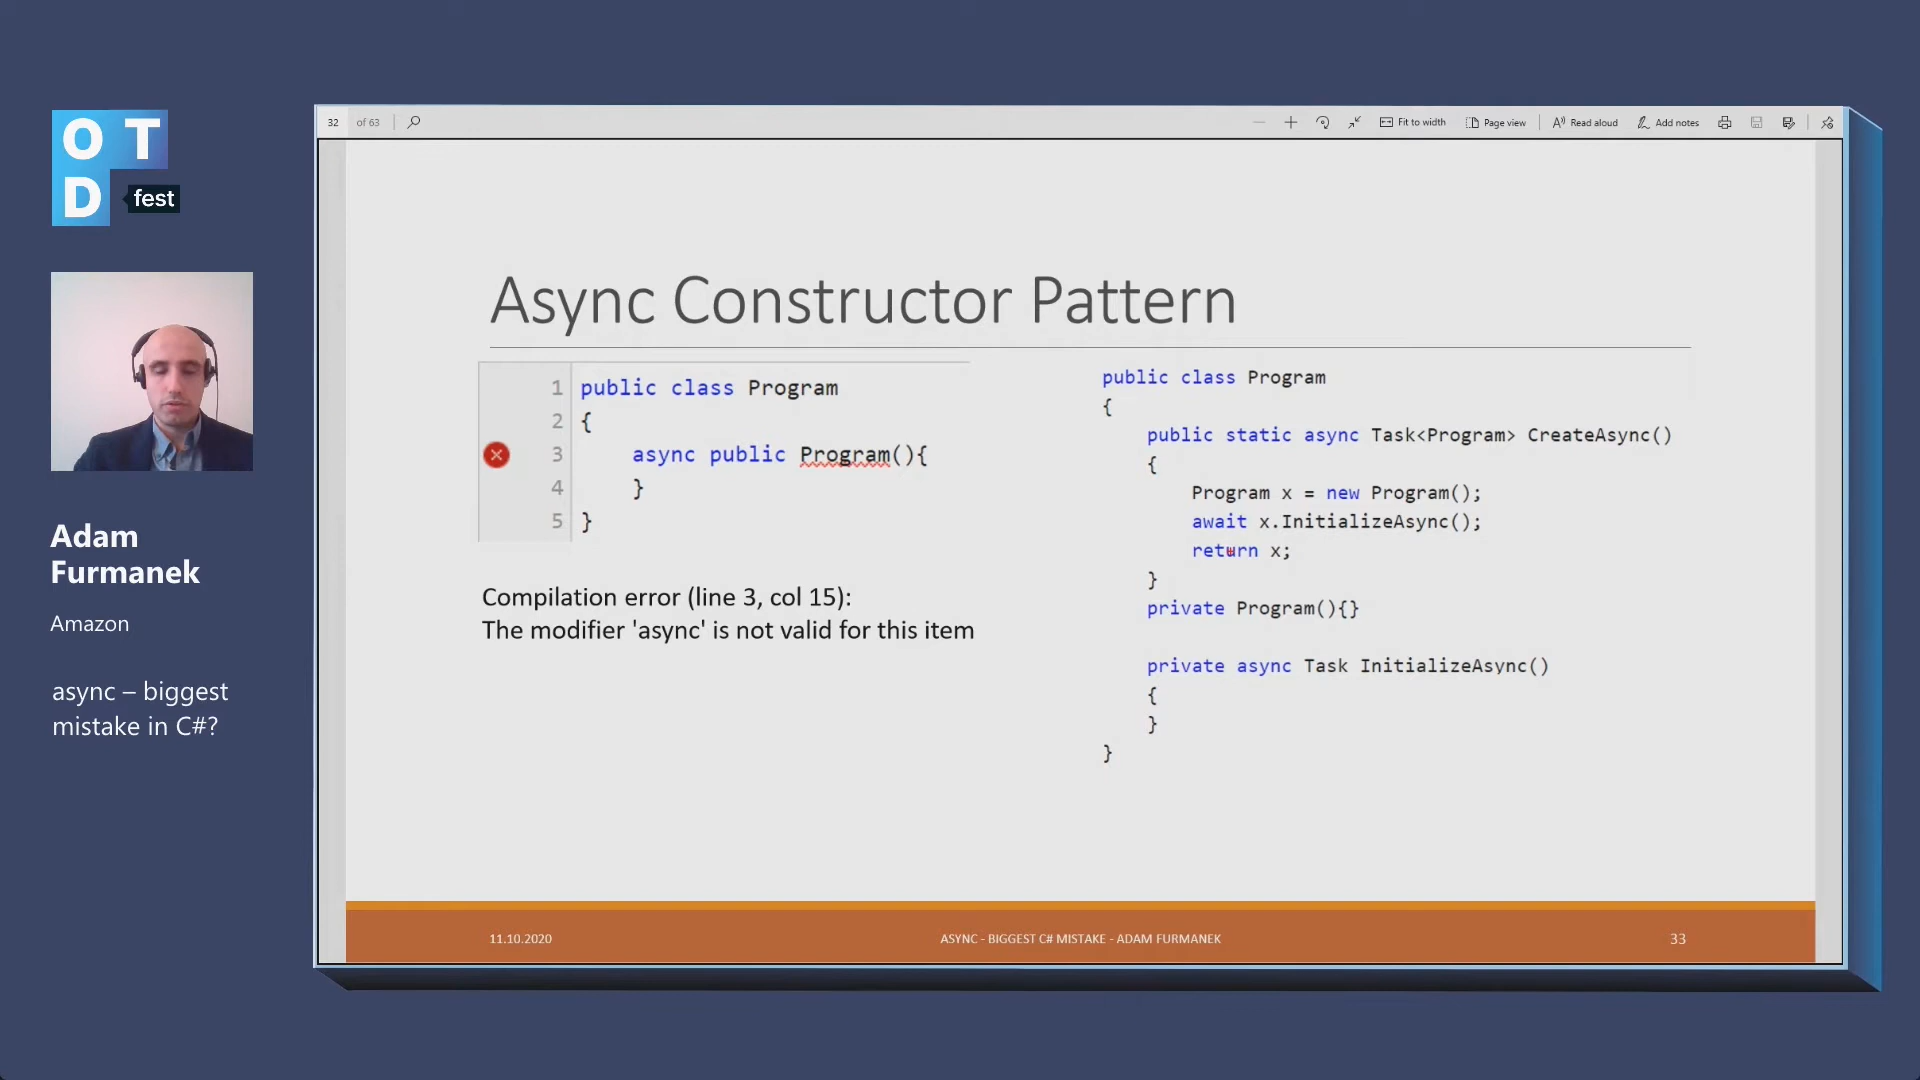 OT
D fest
Adam
Furmanek
Amazon
async – biggest
mistake in C#?
32 of 63 Fit to width Page view Read aloud Add notes
Async Constructor Pattern
1 public class Program
2 {
3 async public Program(){
4 }
5 }
Compilation error (line 3, col 15):
The modifier 'async' is not valid for this item
public class Program
{
public static async Task<Program> CreateAsync()
{
Program x = new Program();
await x.InitializeAsync();
return x;
}
private Program(){}
private async Task InitializeAsync()
{
}
}
11.10.2020 ASYNC - BIGGEST C# MISTAKE - ADAM FURMANEK 33